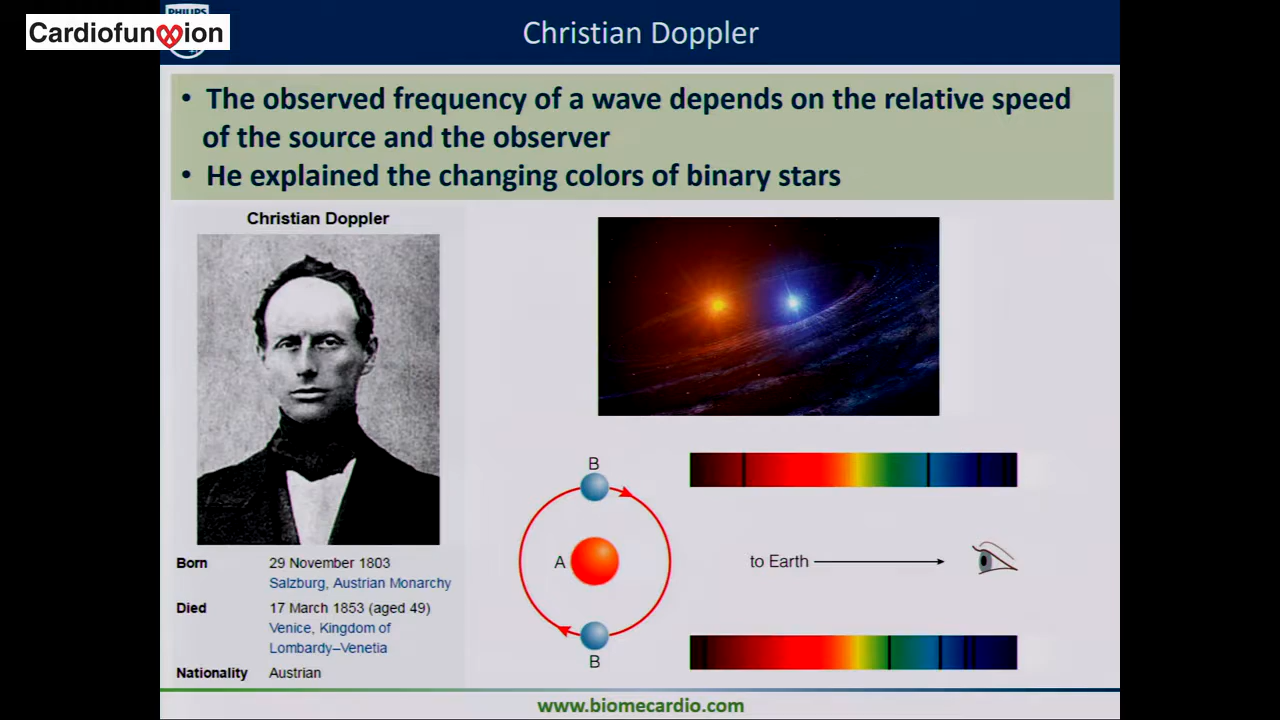 PHILIPS
Cardiofunxion
Christian Doppler
• The observed frequency of a wave depends on the relative speed
of the source and the observer
• He explained the changing colors of binary stars
Christian Doppler
Born 29 November 1803
Salzburg, Austrian Monarchy
Died 17 March 1853 (aged 49)
Venice, Kingdom of
Lombardy–Venetia
Nationality Austrian
B
A
B
to Earth
www.biomecardio.com